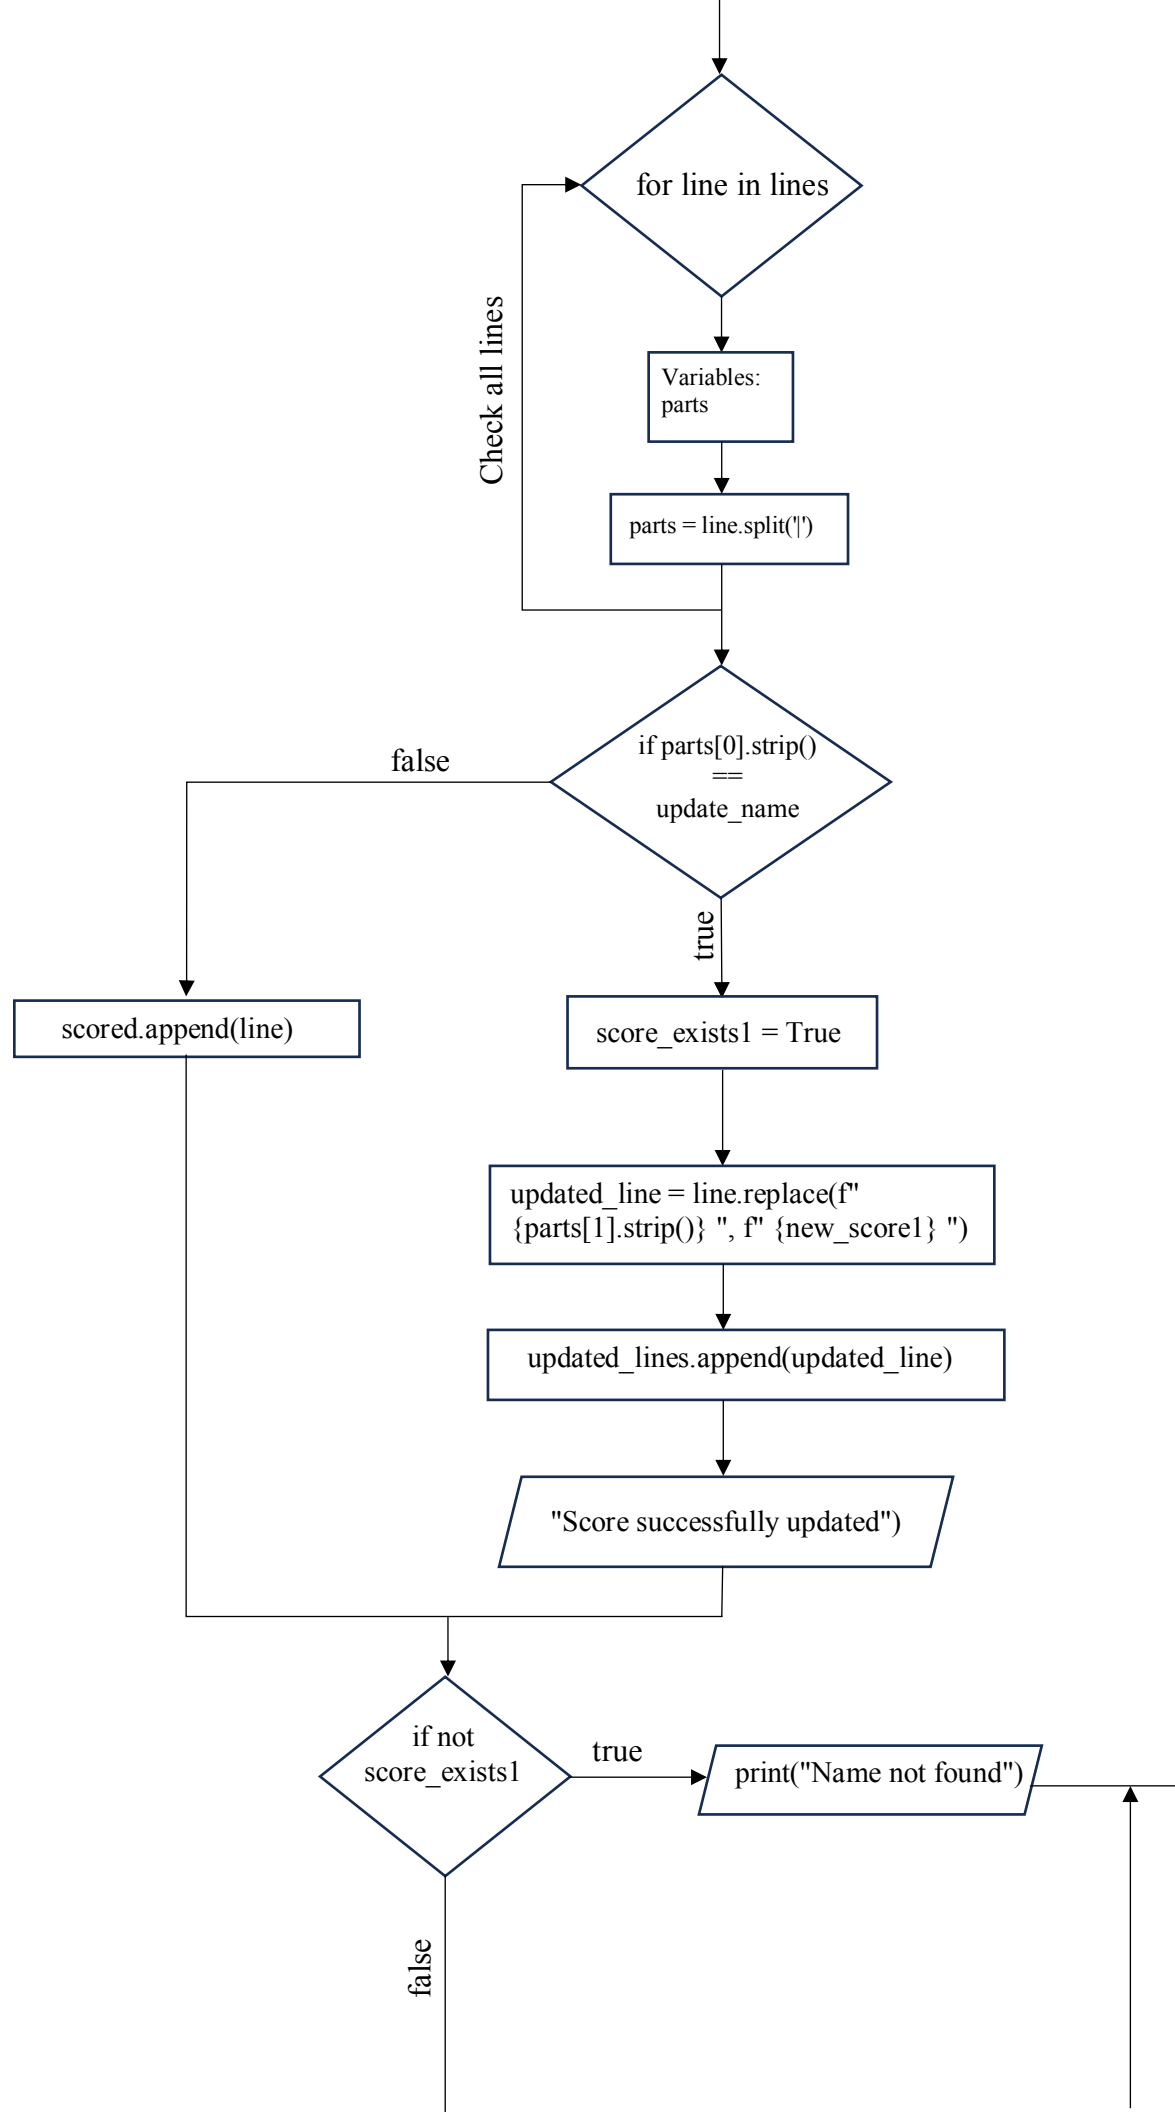 for line in lines
Check all lines
Variables:
parts
parts = line.split('|')
if parts[0].strip()
==
update_name
false
true
scored.append(line)
score_exists1 = True
updated_line = line.replace(f"
{parts[1].strip()} ", f" {new_score1} ")
updated_lines.append(updated_line)
"Score successfully updated")
if not
score_exists1
true
print("Name not found")
false